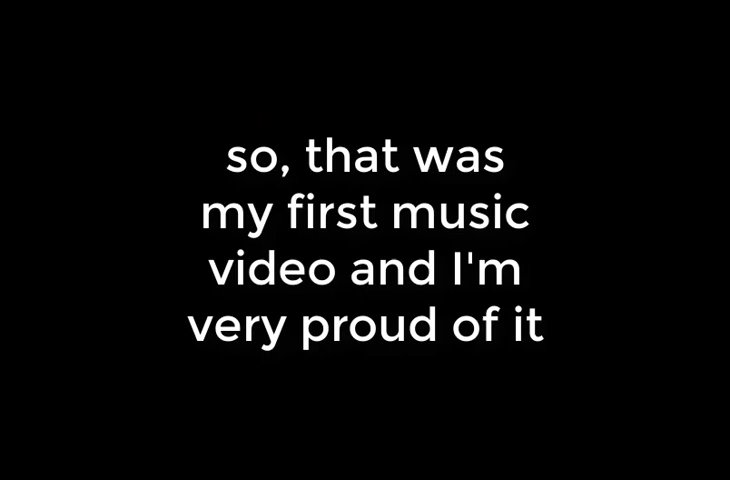 so, that was
my first music
video and I'm
very proud of it